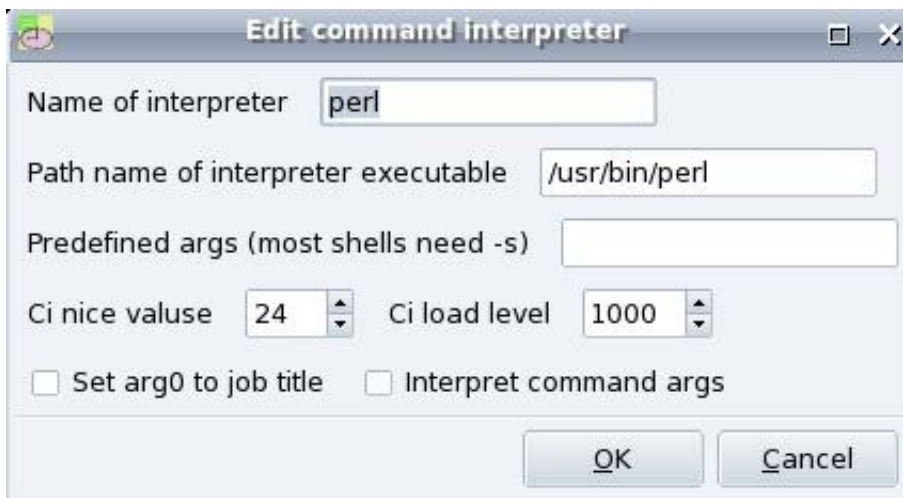 Edit command interpreter
Name of interpreter perl
Path name of interpreter executable /usr/bin/perl
Predefined args (most shells need -s)
Ci nice valuse 24 Ci load level 1000
Set arg0 to job title Interpret command args
OK Cancel